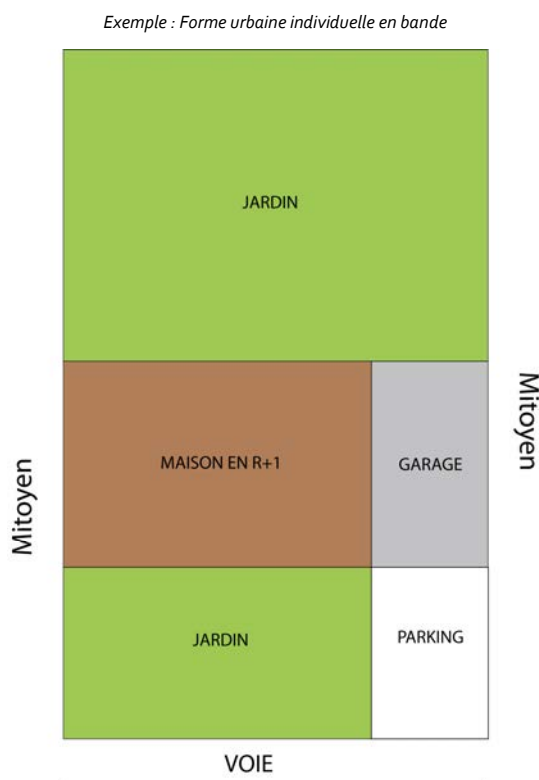 Exemple : Forme urbaine individuelle en bande
JARDIN
Mitoyen
MAISON EN R+1
GARAGE
Mitoyen
JARDIN
PARKING
VOIE